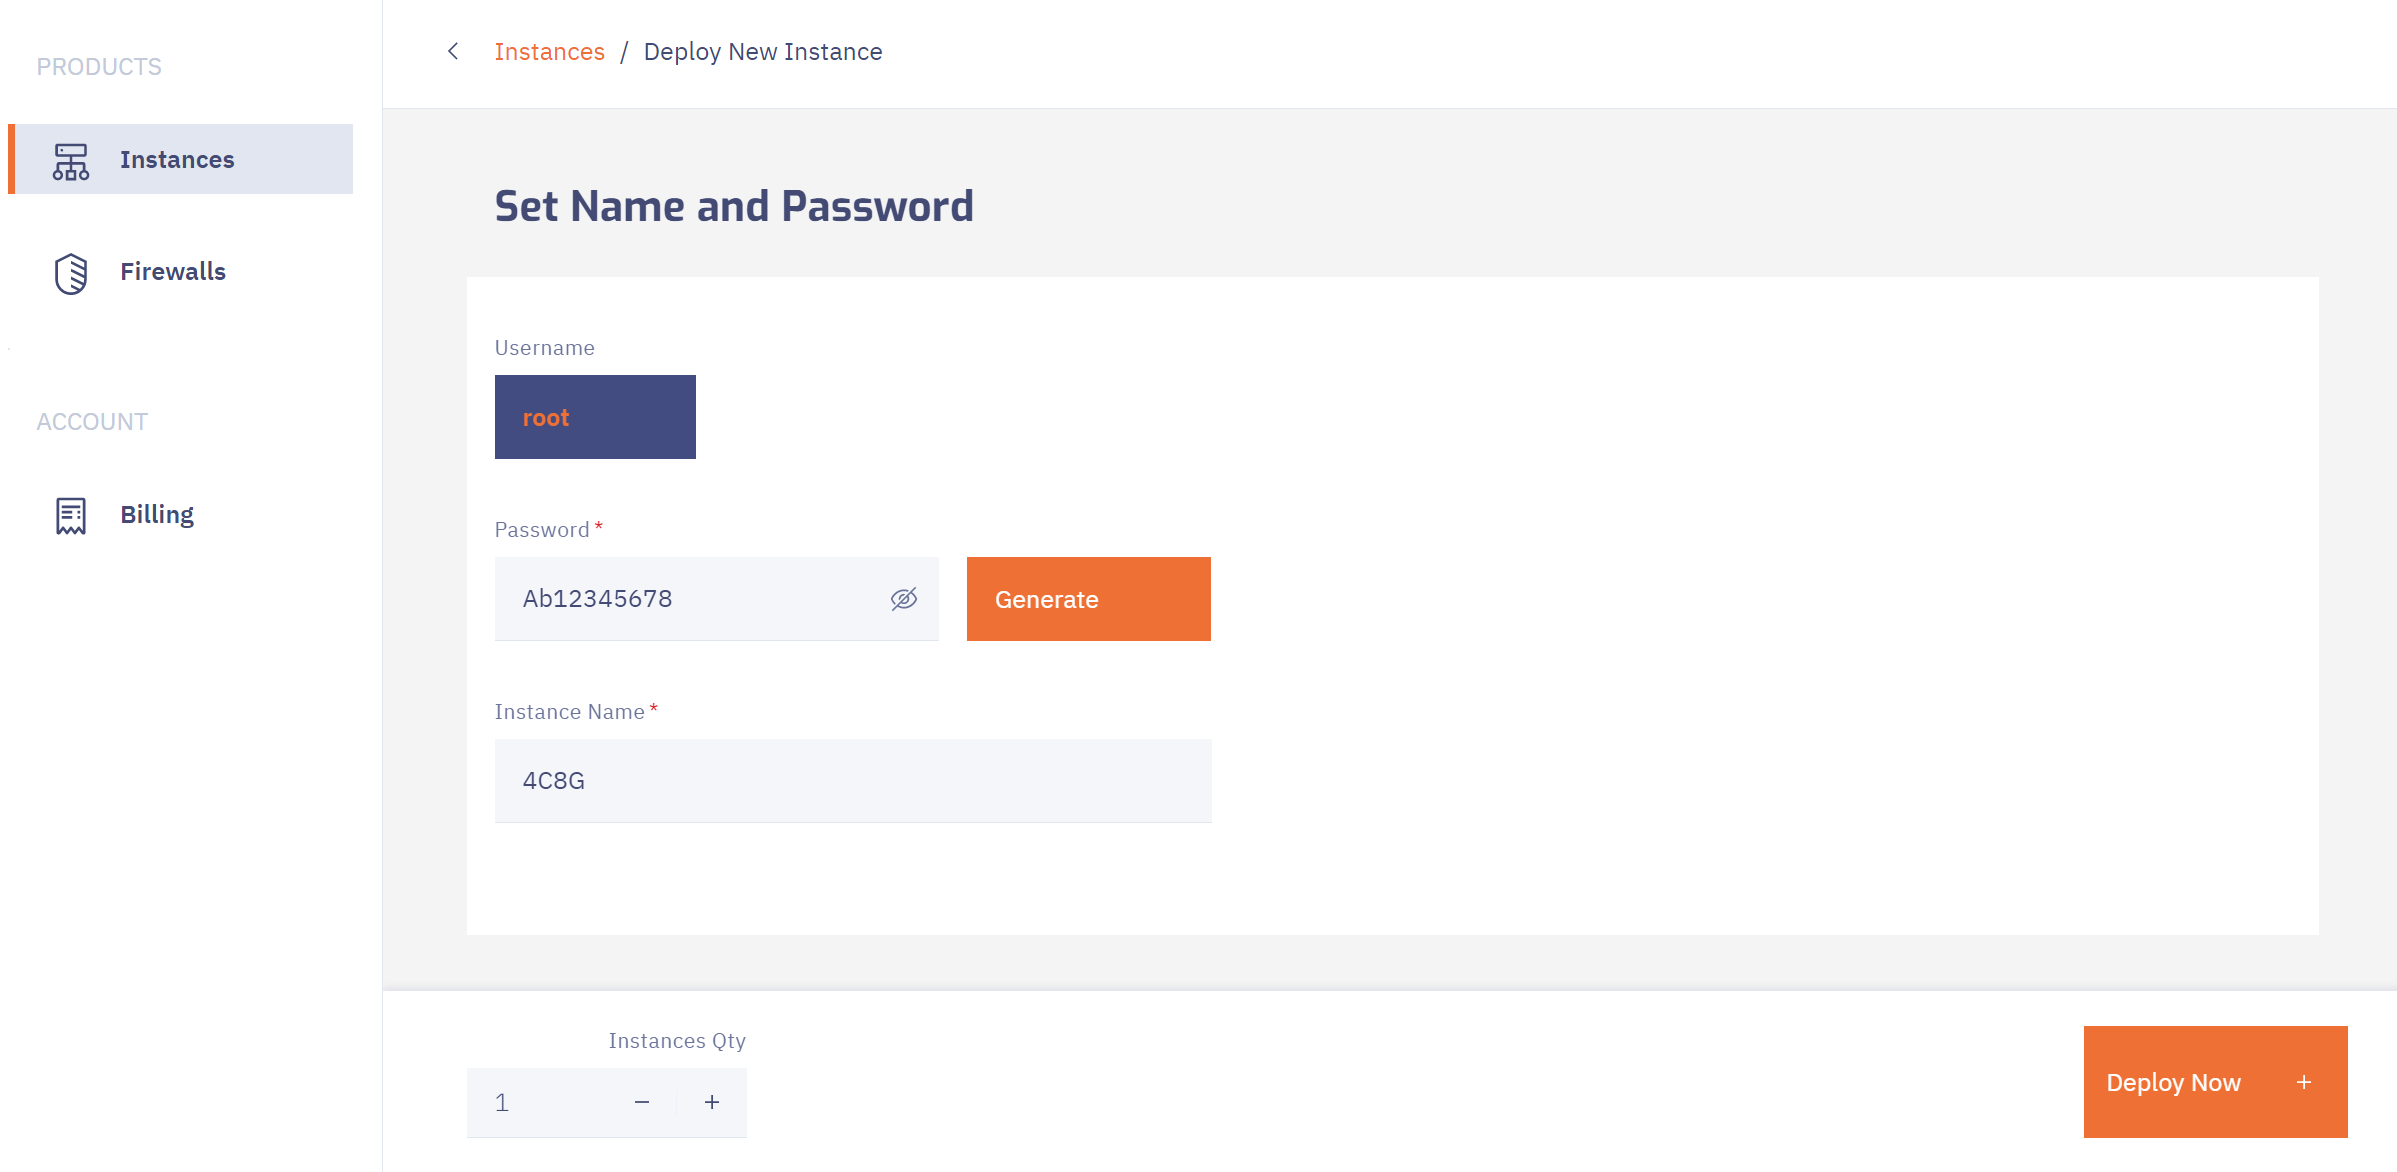 PRODUCTS
Instances
Firewalls
ACCOUNT
Billing
Instances / Deploy New Instance
Set Name and Password
Username
root
Password *
Ab12345678
Generate
Instance Name *
4C8G
Instances Qty
1 − +
Deploy Now +